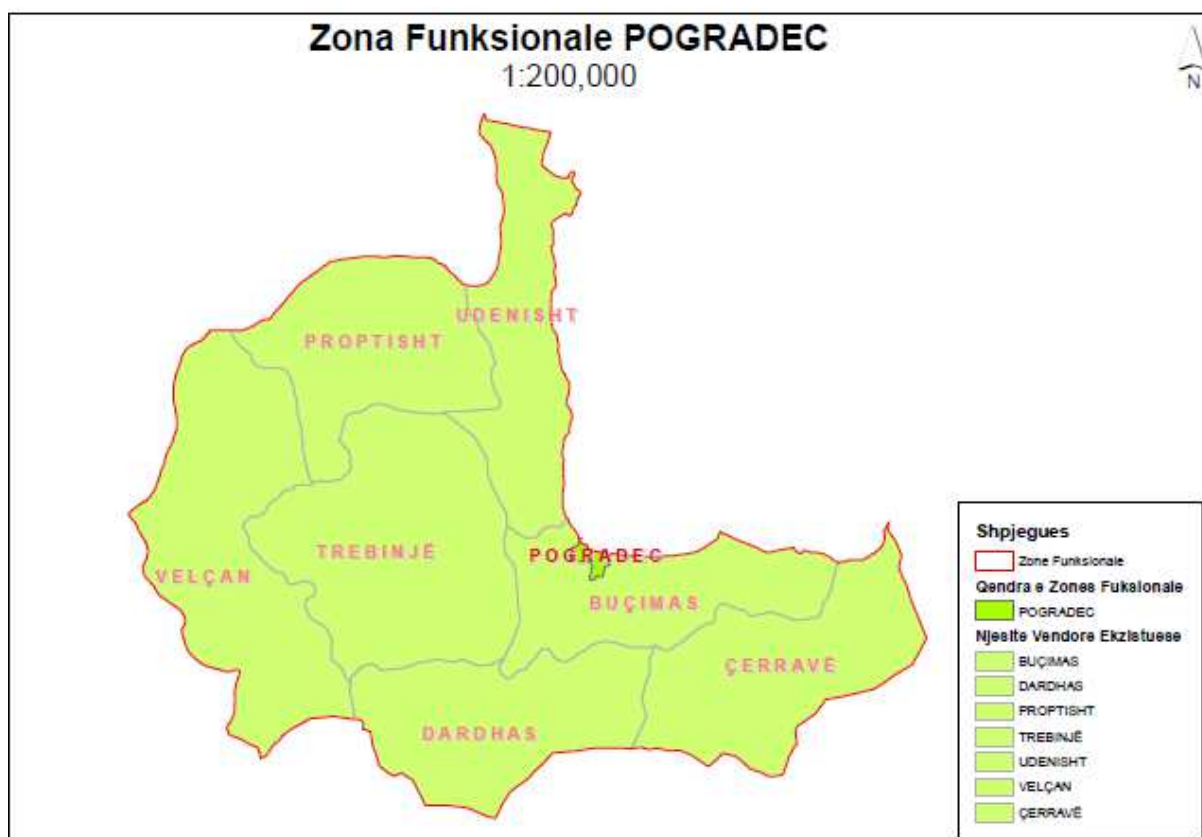 Zona Funksionale POGRADEC
1:200,000
N
UDENISHT
PROPTISHT
TREBINJË
POGRADEC
VELÇAN
BUÇIMAS
ÇERRAVË
DARDHAS
Shpjegues
Zone Funksionale
Qendra e Zones Fuksionale
POGRADEC
Njesite Vendore Ekzistuese
BUÇIMAS
DARDHAS
PROPTISHT
TREBINJË
UDENISHT
VELÇAN
ÇERRAVË